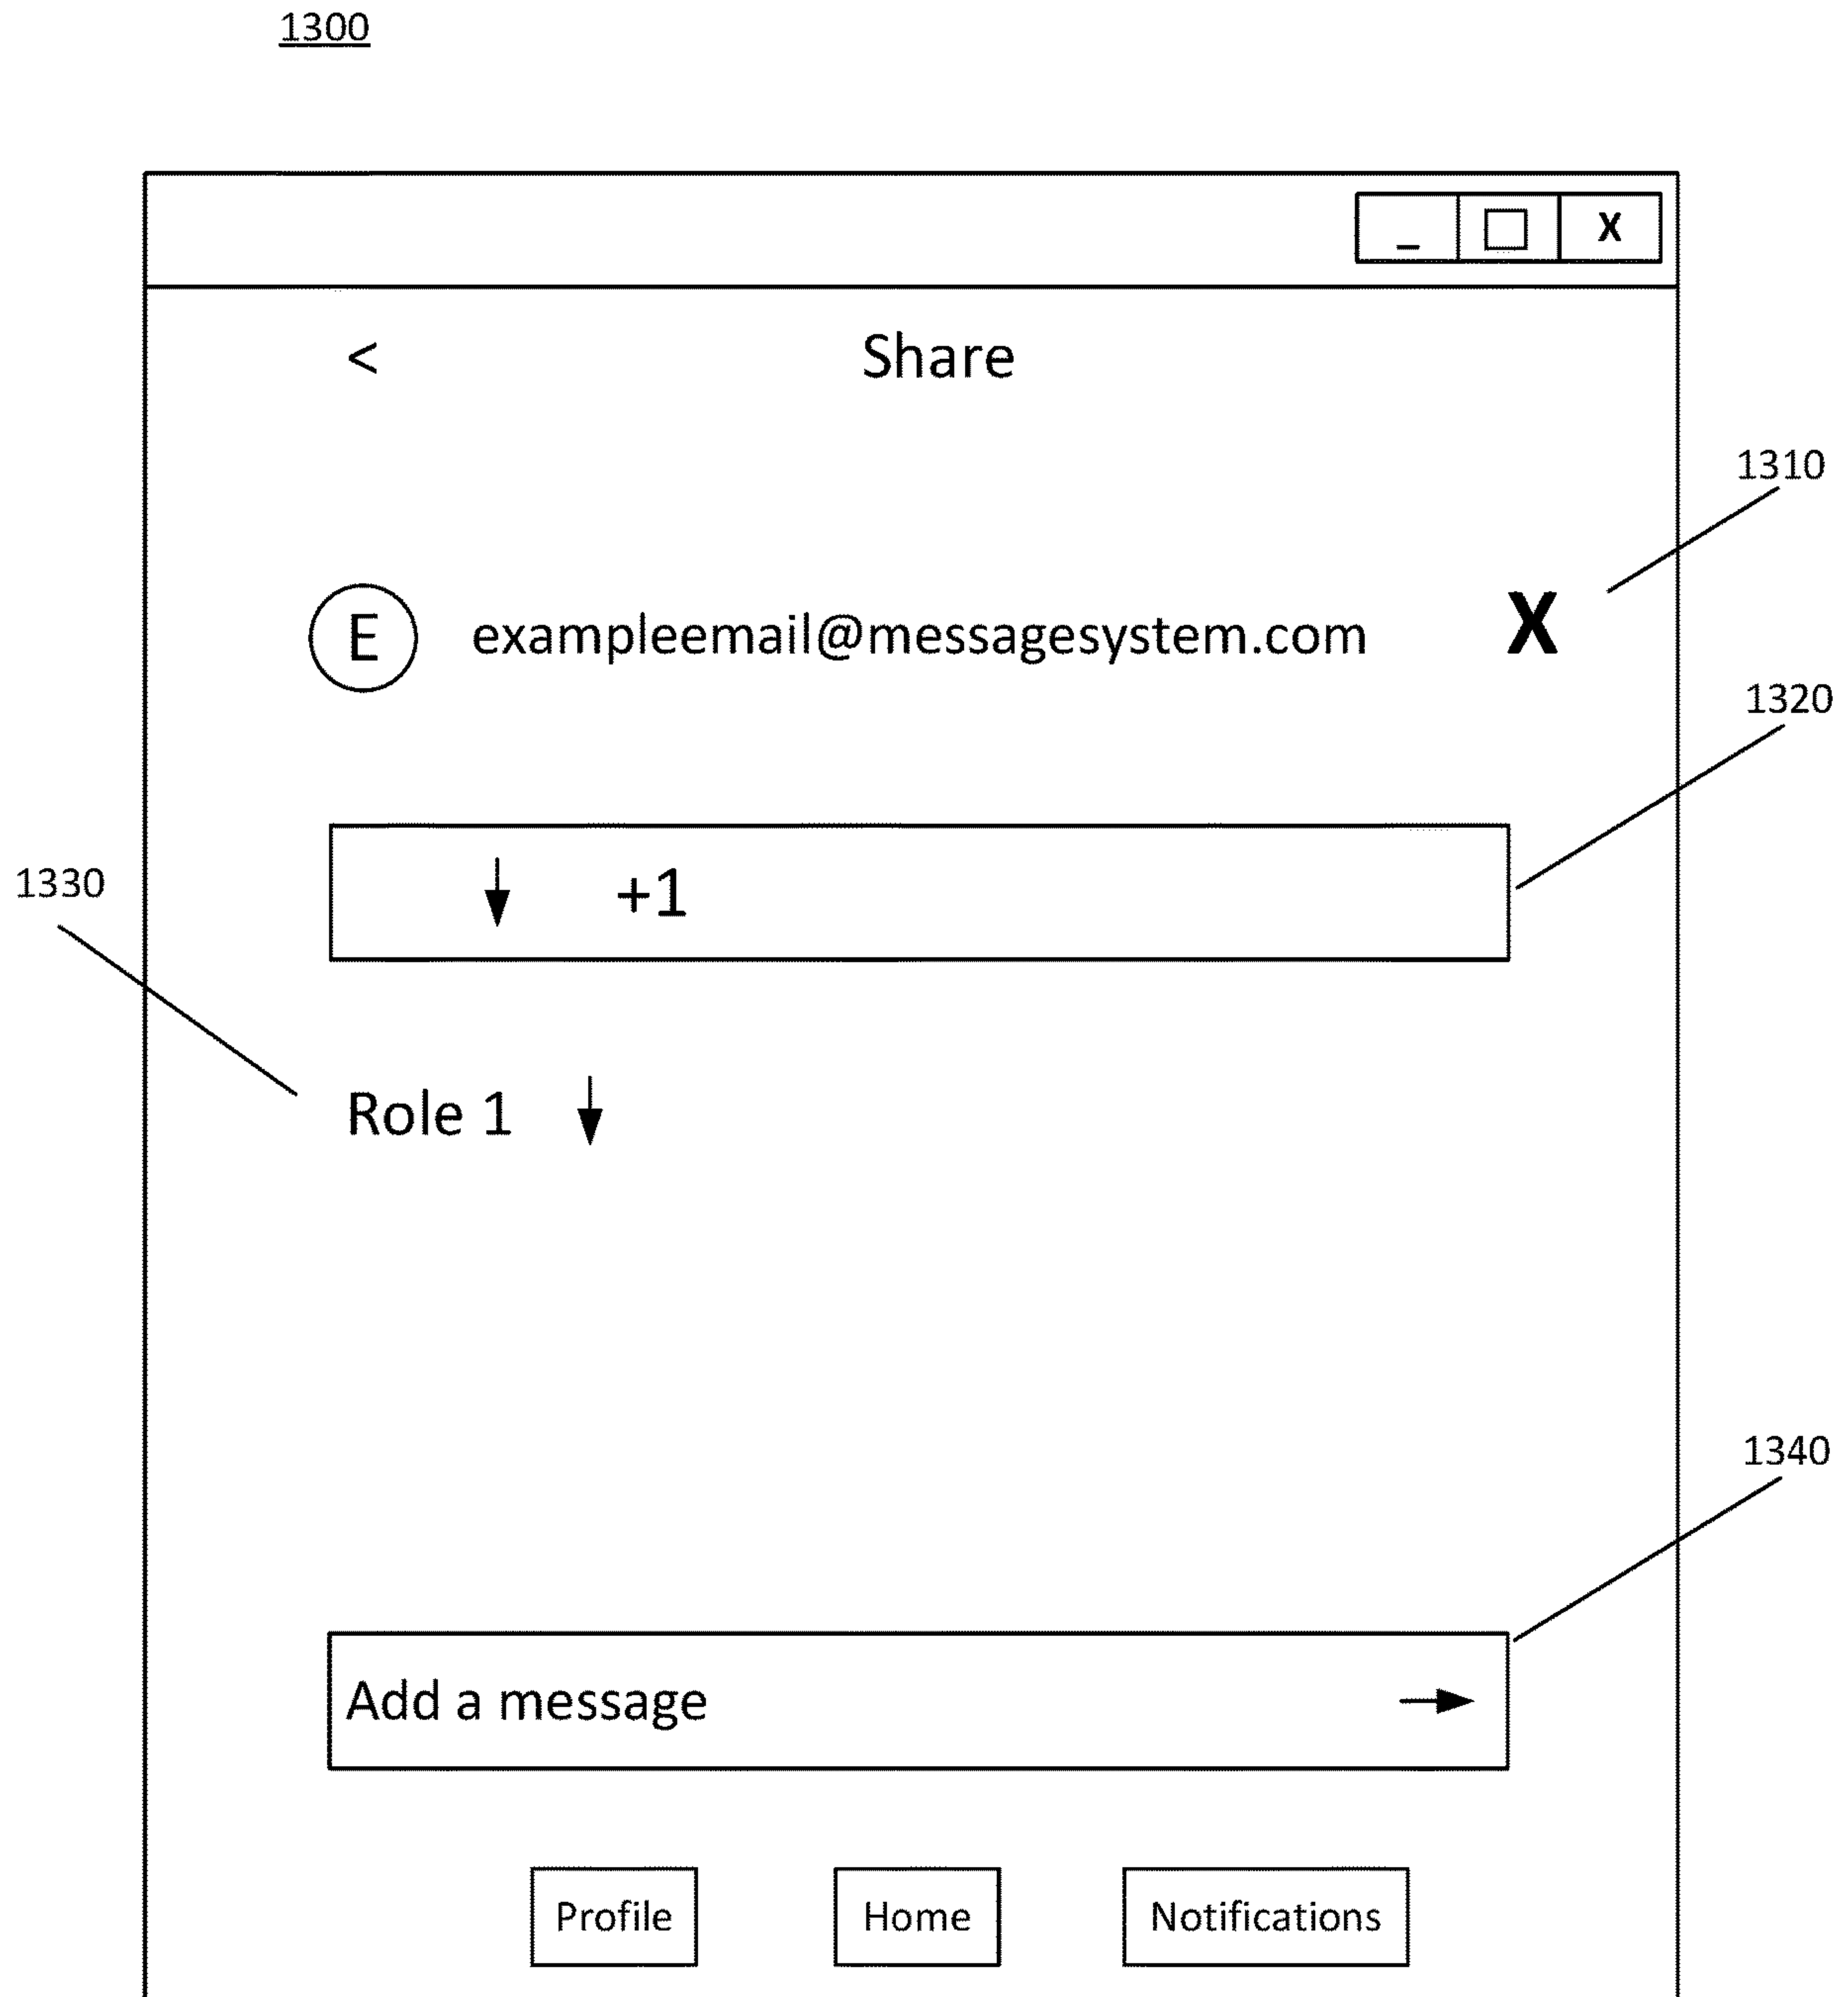 1300
_ □ X
< Share
1310
E exampleemail@messagesystem.com X
1320
1330
↓ +1
Role 1 ↓
1340
Add a message →
Profile Home Notifications